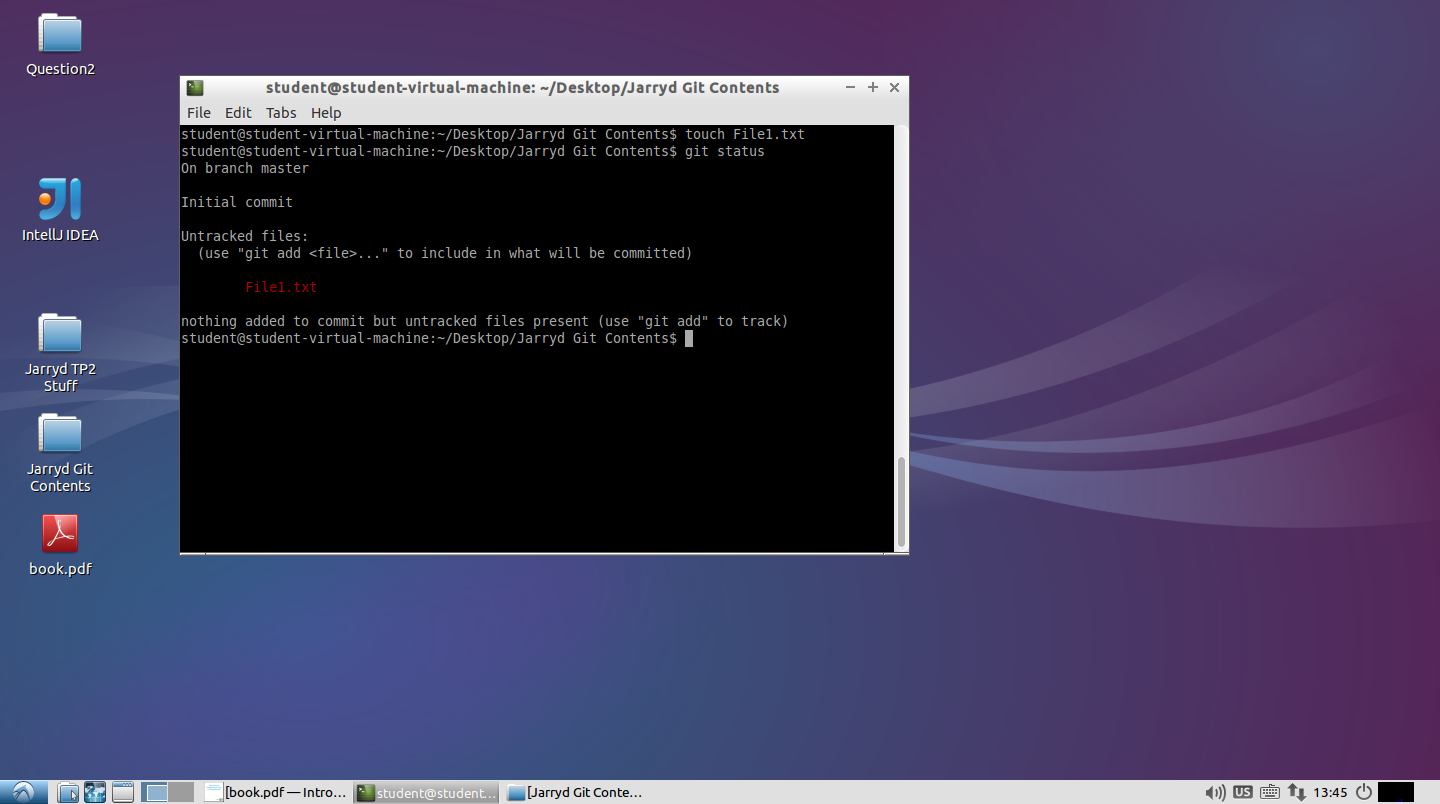 Question2
IntellJ IDEA
Jarryd TP2
Stuff
Jarryd Git
Contents
book.pdf
student@student-virtual-machine: ~/Desktop/Jarryd Git Contents
File Edit Tabs Help
student@student-virtual-machine:~/Desktop/Jarryd Git Contents$ touch File1.txt
student@student-virtual-machine:~/Desktop/Jarryd Git Contents$ git status
On branch master
Initial commit
Untracked files:
(use "git add <file>..." to include in what will be committed)
File1.txt
nothing added to commit but untracked files present (use "git add" to track)
student@student-virtual-machine:~/Desktop/Jarryd Git Contents$
[book.pdf — Intro... student@student... [Jarryd Git Conte... US 13:45